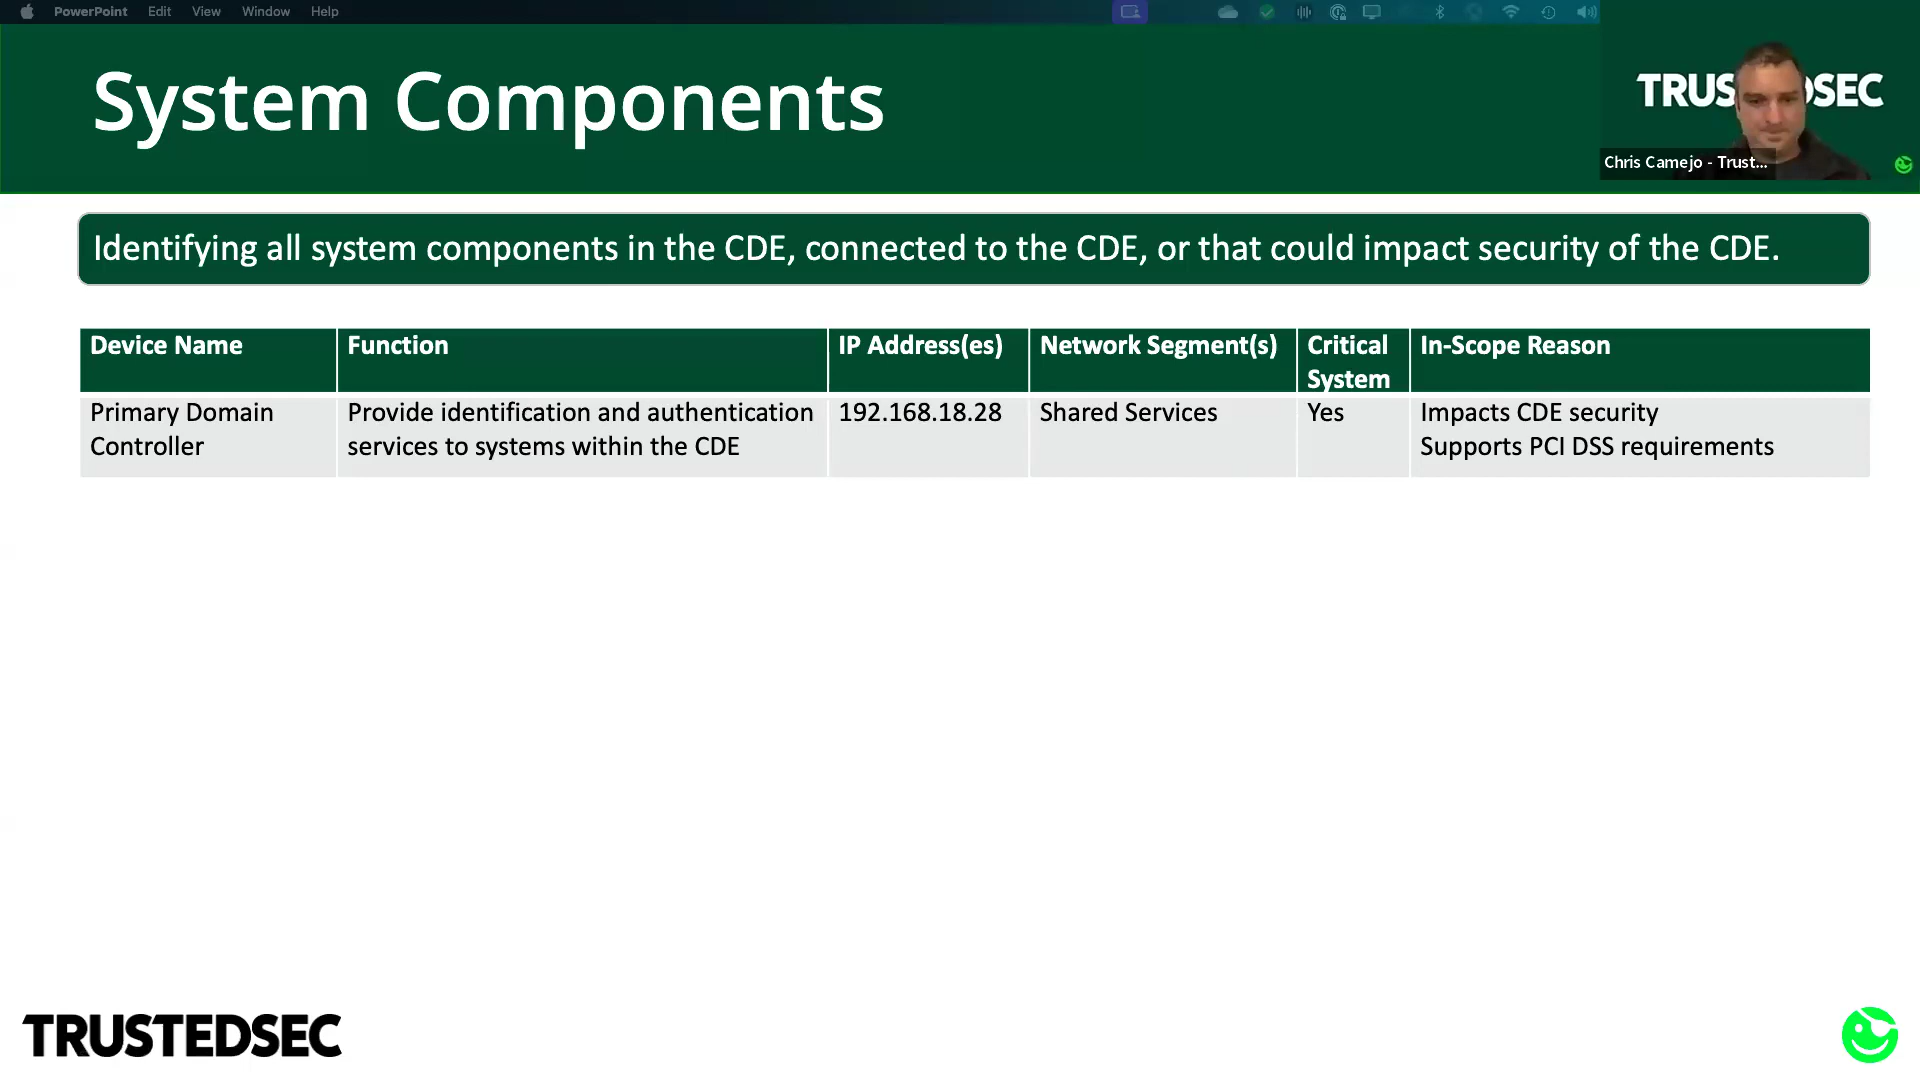 PowerPoint Edit View Window Help
System Components
TRUS SEC
Chris Camejo - Trust...
Identifying all system components in the CDE, connected to the CDE, or that could impact security of the CDE.
Device Name Function IP Address(es) Network Segment(s) Critical System In-Scope Reason
Primary Domain Controller Provide identification and authentication services to systems within the CDE 192.168.18.28 Shared Services Yes Impacts CDE security Supports PCI DSS requirements
TRUSTEDSEC